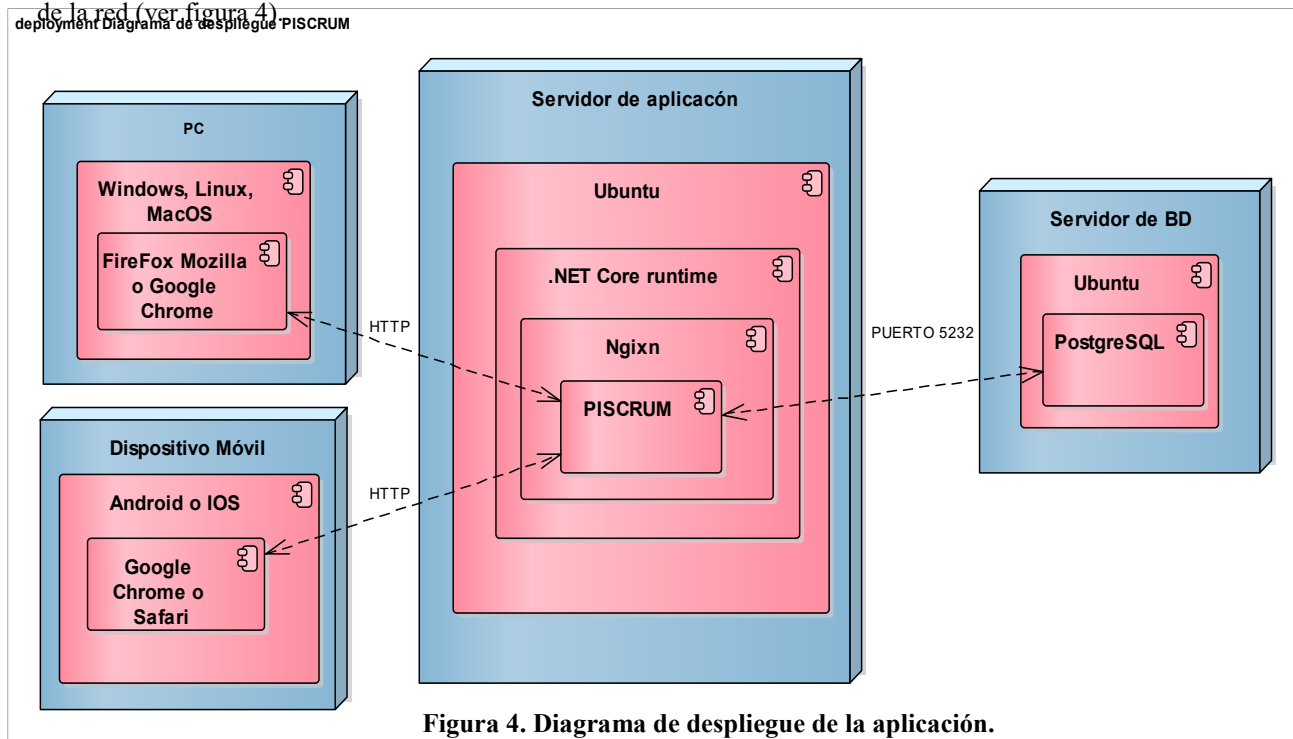 de la red (ver figura 4).
deployment Diagrama de despliegue PISCRUM
PC
Windows, Linux,
MacOS
FireFox Mozilla
o Google
Chrome
HTTP
Dispositivo Móvil
Android o IOS
Google
Chrome o
Safari
HTTP
Servidor de aplicacón
Ubuntu
.NET Core runtime
Ngixn
PISCRUM
PUERTO 5232
Servidor de BD
Ubuntu
PostgreSQL
Figura 4. Diagrama de despliegue de la aplicación.